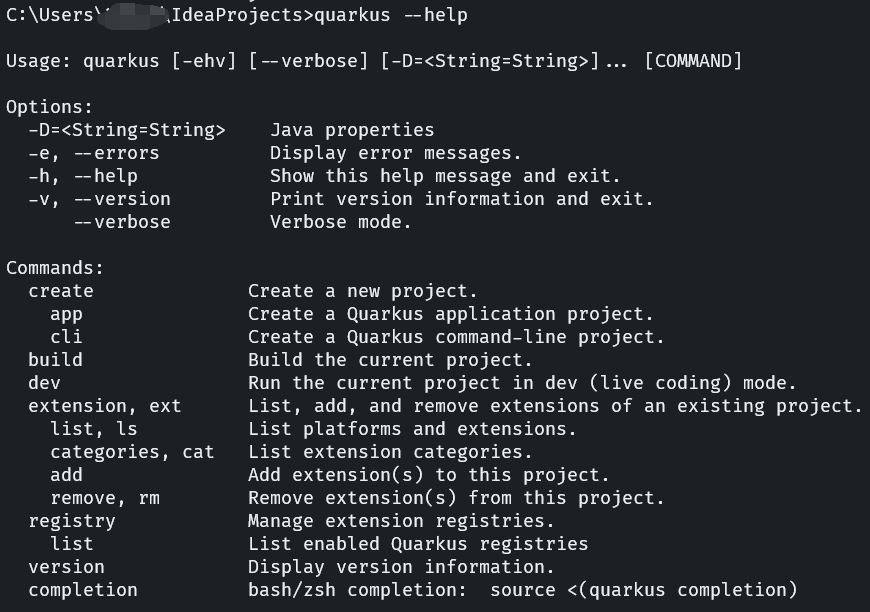 C:\Users\ \IdeaProjects>quarkus --help
Usage: quarkus [-ehv] [--verbose] [-D=<String=String>]... [COMMAND]
Options:
-D=<String=String> Java properties
-e, --errors Display error messages.
-h, --help Show this help message and exit.
-v, --version Print version information and exit.
--verbose Verbose mode.
Commands:
create Create a new project.
app Create a Quarkus application project.
cli Create a Quarkus command-line project.
build Build the current project.
dev Run the current project in dev (live coding) mode.
extension, ext List, add, and remove extensions of an existing project.
list, ls List platforms and extensions.
categories, cat List extension categories.
add Add extension(s) to this project.
remove, rm Remove extension(s) from this project.
registry Manage extension registries.
list List enabled Quarkus registries
version Display version information.
completion bash/zsh completion: source <(quarkus completion)